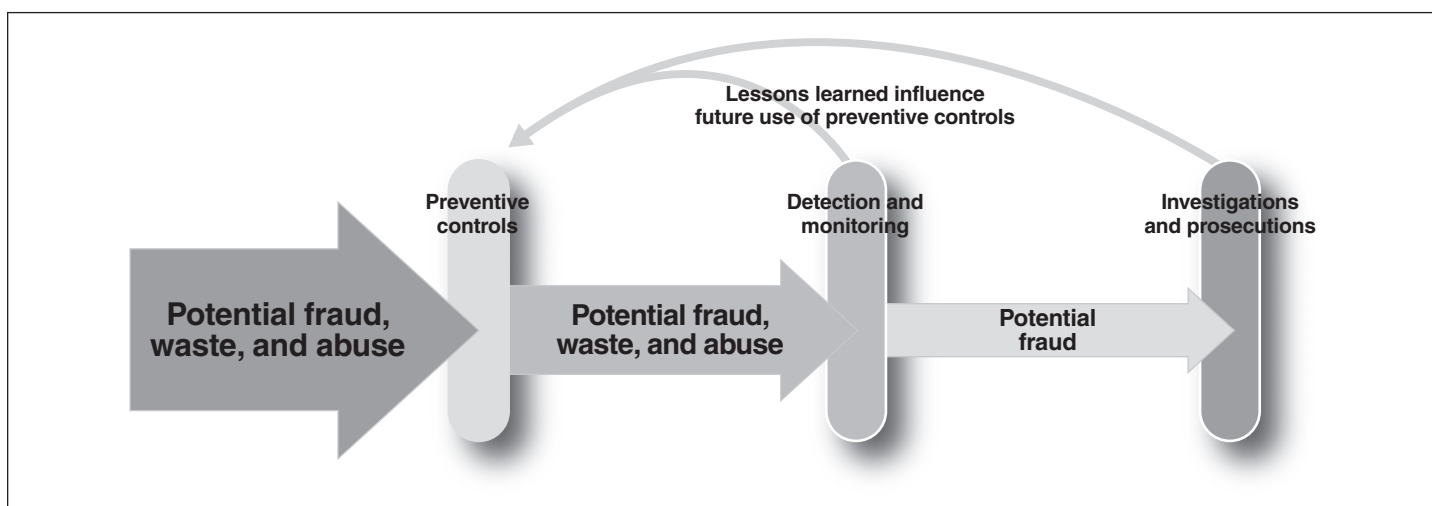 Lessons learned influence
future use of preventive controls
Preventive
controls
Detection and
monitoring
Investigations
and prosecutions
Potential fraud,
waste, and abuse
Potential fraud,
waste, and abuse
Potential
fraud